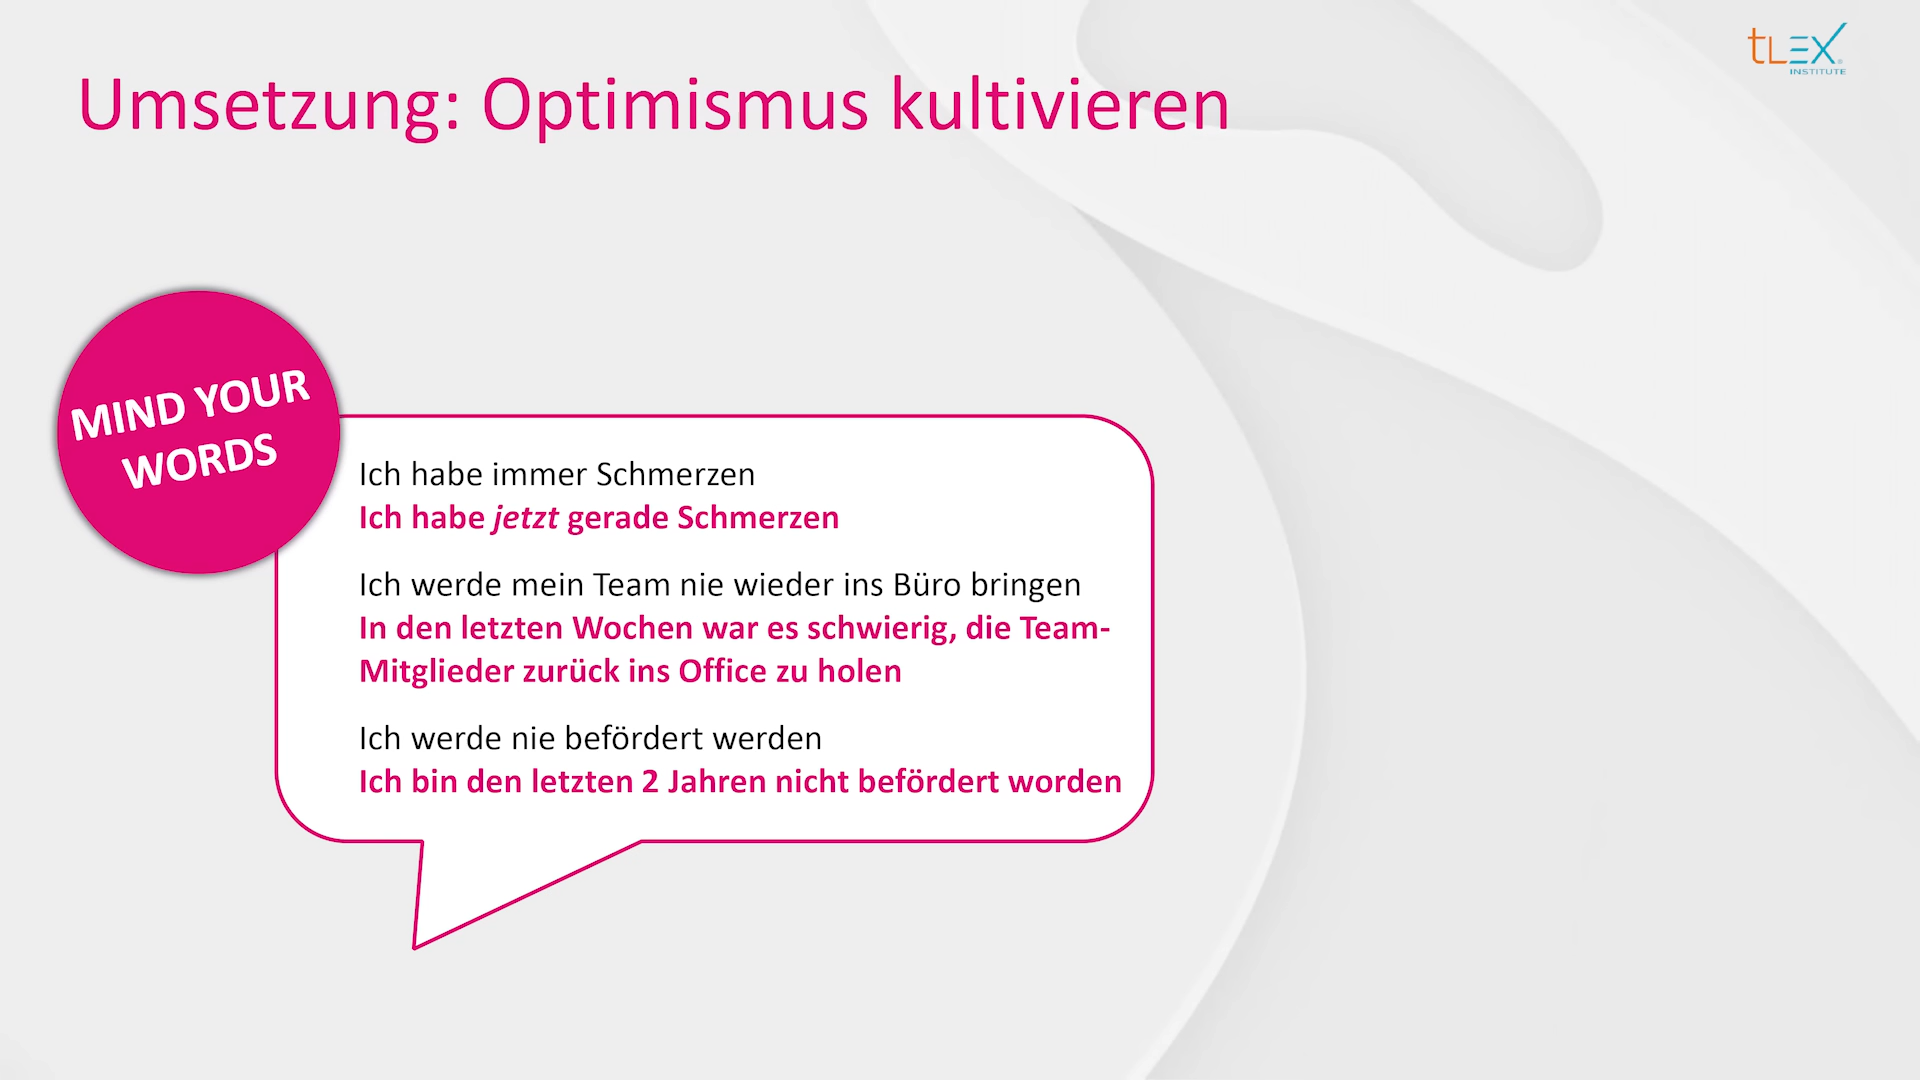 tLEX
INSTITUTE
Umsetzung: Optimismus kultivieren
MIND YOUR
WORDS
Ich habe immer Schmerzen
Ich habe jetzt gerade Schmerzen
Ich werde mein Team nie wieder ins Büro bringen
In den letzten Wochen war es schwierig, die Team-
Mitglieder zurück ins Office zu holen
Ich werde nie befördert werden
Ich bin den letzten 2 Jahren nicht befördert worden